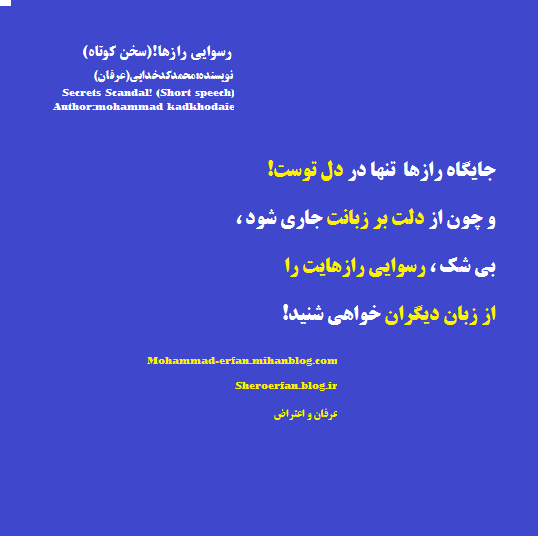 رسوایی رازها!(سخن کوتاه)
نویسنده:محمدکدخدایی(عرفان)
Secrets Scandal! (Short speech)
Author:mohammad kadkhodaie
جایگاه رازها تنها در دل توست!
و چون از دلت بر زبانت جاری شود ،
بی شک ، رسوایی رازهایت را
از زبان دیگران خواهی شنید!
Mohammad-erfan.mihanblog.com
Sheroerfan.blog.ir
عرفان و اعتراض